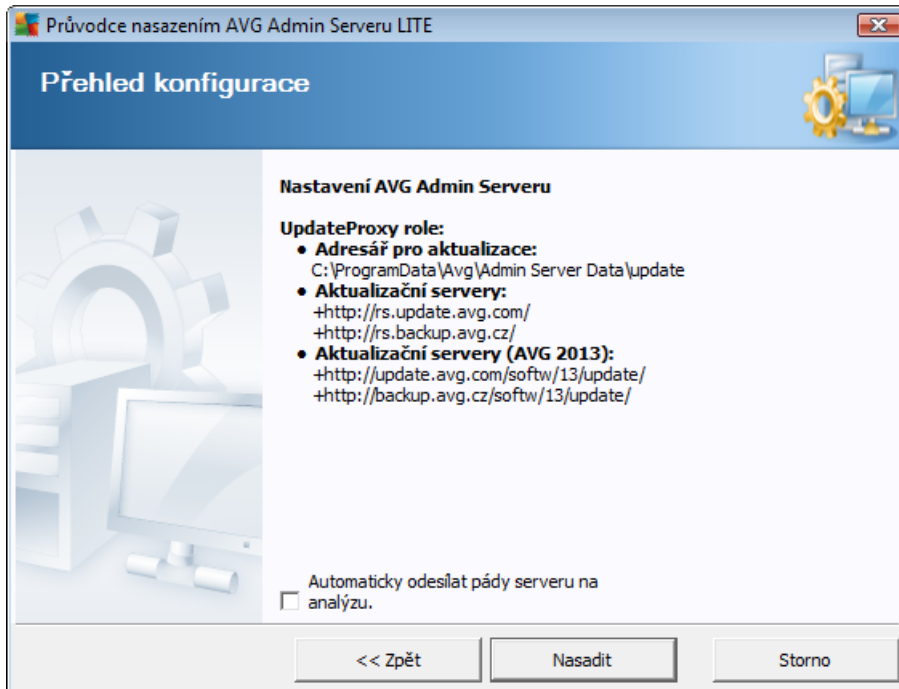 Průvodce nasazením AVG Admin Serveru LITE
Přehled konfigurace
Nastavení AVG Admin Serveru
UpdateProxy role:
● Adresář pro aktualizace:
C:\ProgramData\Avg\Admin Server Data\update
● Aktualizační servery:
+http://rs.update.avg.com/
+http://rs.backup.avg.cz/
● Aktualizační servery (AVG 2013):
+http://update.avg.com/softw/13/update/
+http://backup.avg.cz/softw/13/update/
Automaticky odesílat pády serveru na
analýzu.
<< Zpět
Nasadit
Storno